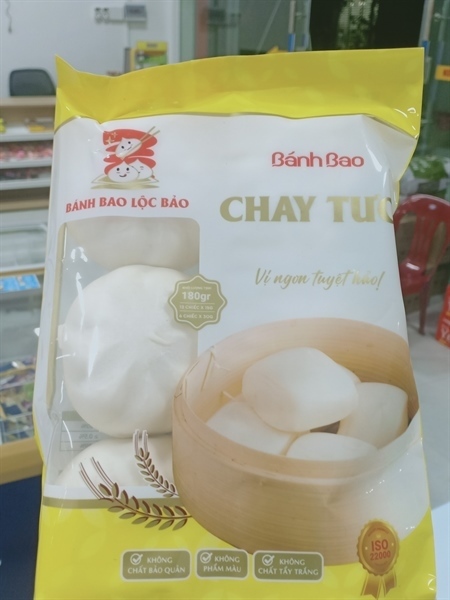 BÁNH BAO LỘC BẢO
Bánh Bao
CHAY TƯƠ
Vị ngon tuyệt hảo!
180gr
KHÔNG
CHẤT BẢO QUẢN
KHÔNG
PHẨM MÀU
KHÔNG
CHẤT TẨY TRẮNG
ISO
22000